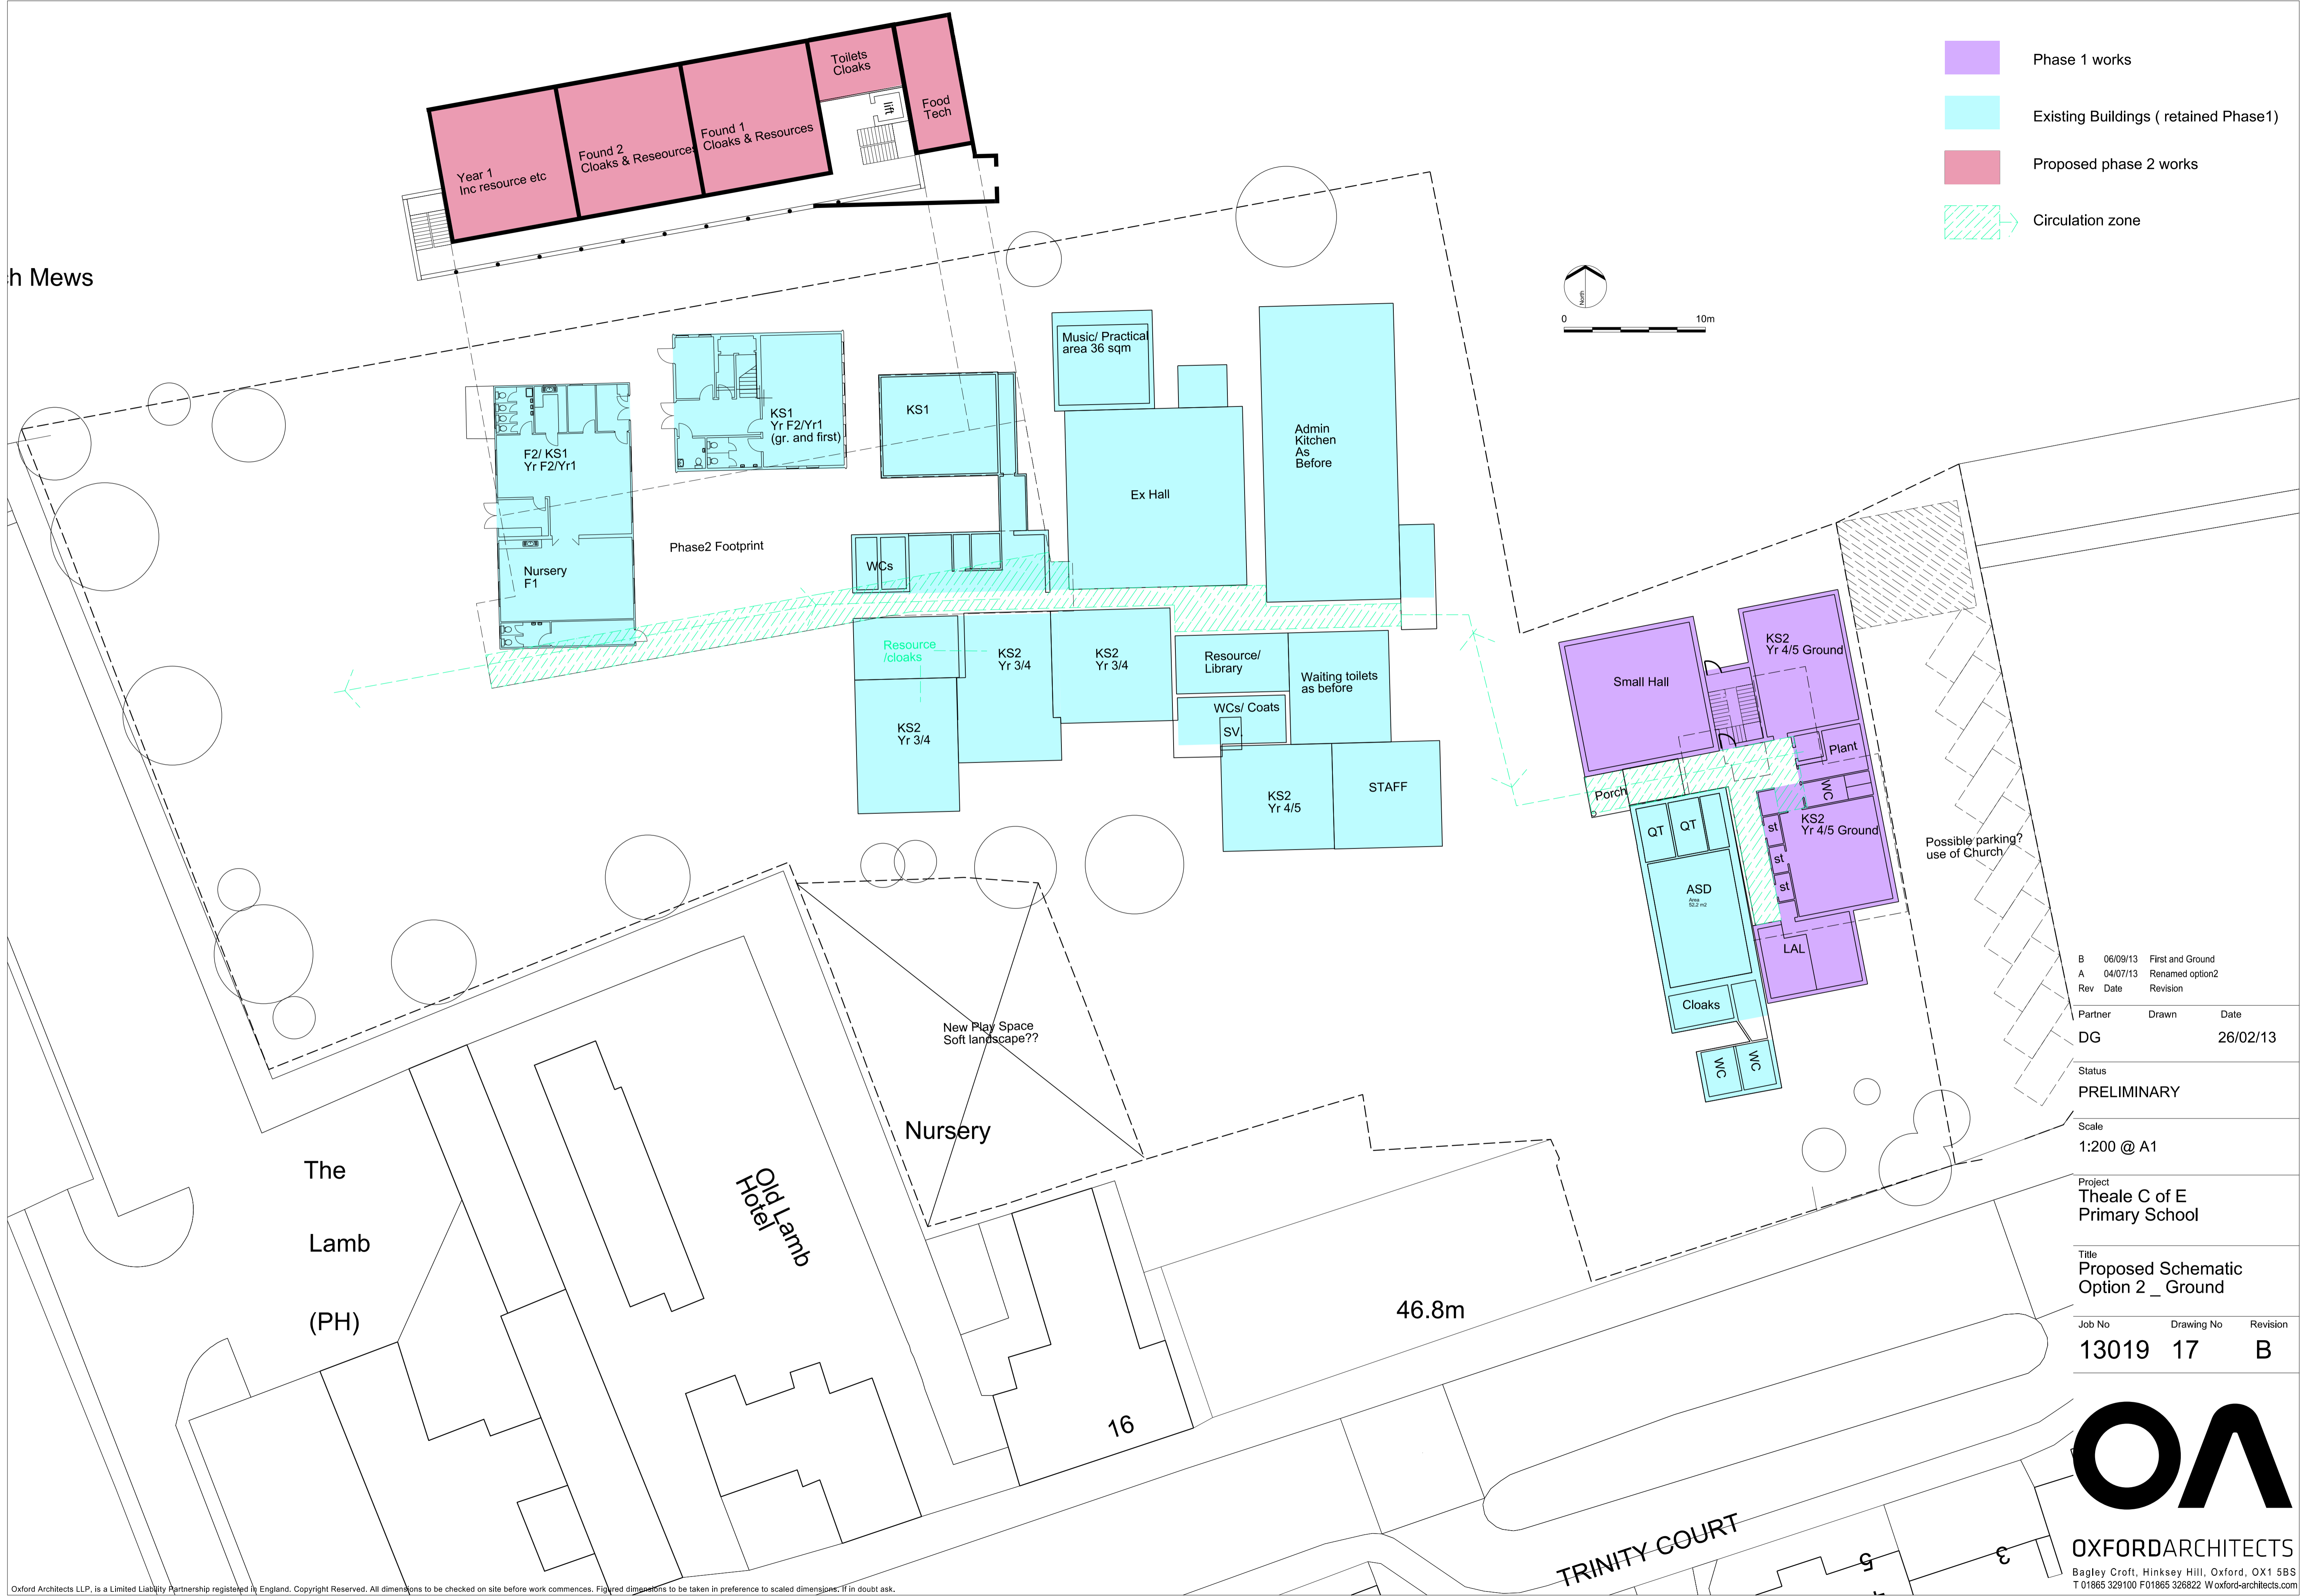 Phase 1 works
Existing Buildings ( retained Phase1)
Proposed phase 2 works
Circulation zone
North
0
10m
Toilets
Cloaks
lift
Food
Tech
Found 1
Cloaks & Resources
Found 2
Cloaks & Reseources
Year 1
Inc resource etc
h Mews
Music/ Practical
area 36 sqm
KS1
KS1
Yr F2/Yr1
(gr. and first)
F2/ KS1
Yr F2/Yr1
Admin
Kitchen
As
Before
Ex Hall
Phase2 Footprint
WCs
Nursery
F1
Resource
/cloaks
KS2
Yr 3/4
KS2
Yr 3/4
KS2
Yr 3/4
Resource/
Library
Waiting toilets
as before
WCs/ Coats
SV.
KS2
Yr 4/5
STAFF
Small Hall
KS2
Yr 4/5 Ground
Plant
WC
Porch
QT
QT
st
st
st
KS2
Yr 4/5 Ground
ASD
Area
52.2 m2
LAL
Cloaks
WC
WC
Possible parking?
use of Church
New Play Space
Soft landscape??
Nursery
The
Lamb
(PH)
Old Lamb
Hotel
46.8m
16
TRINITY COURT
5
3
B 06/09/13 First and Ground
A 04/07/13 Renamed option2
Rev Date Revision
Partner Drawn Date
DG 26/02/13
Status
PRELIMINARY
Scale
1:200 @ A1
Project
Theale C of E
Primary School
Title
Proposed Schematic
Option 2 _ Ground
Job No Drawing No Revision
13019 17 B
OA
OXFORDARCHITECTS
Bagley Croft, Hinksey Hill, Oxford, OX1 5BS
T 01865 329100 F01865 326822 W oxford-architects.com
Oxford Architects LLP, is a Limited Liability Partnership registered in England. Copyright Reserved. All dimensions to be checked on site before work commences. Figured dimensions to be taken in preference to scaled dimensions. If in doubt ask.